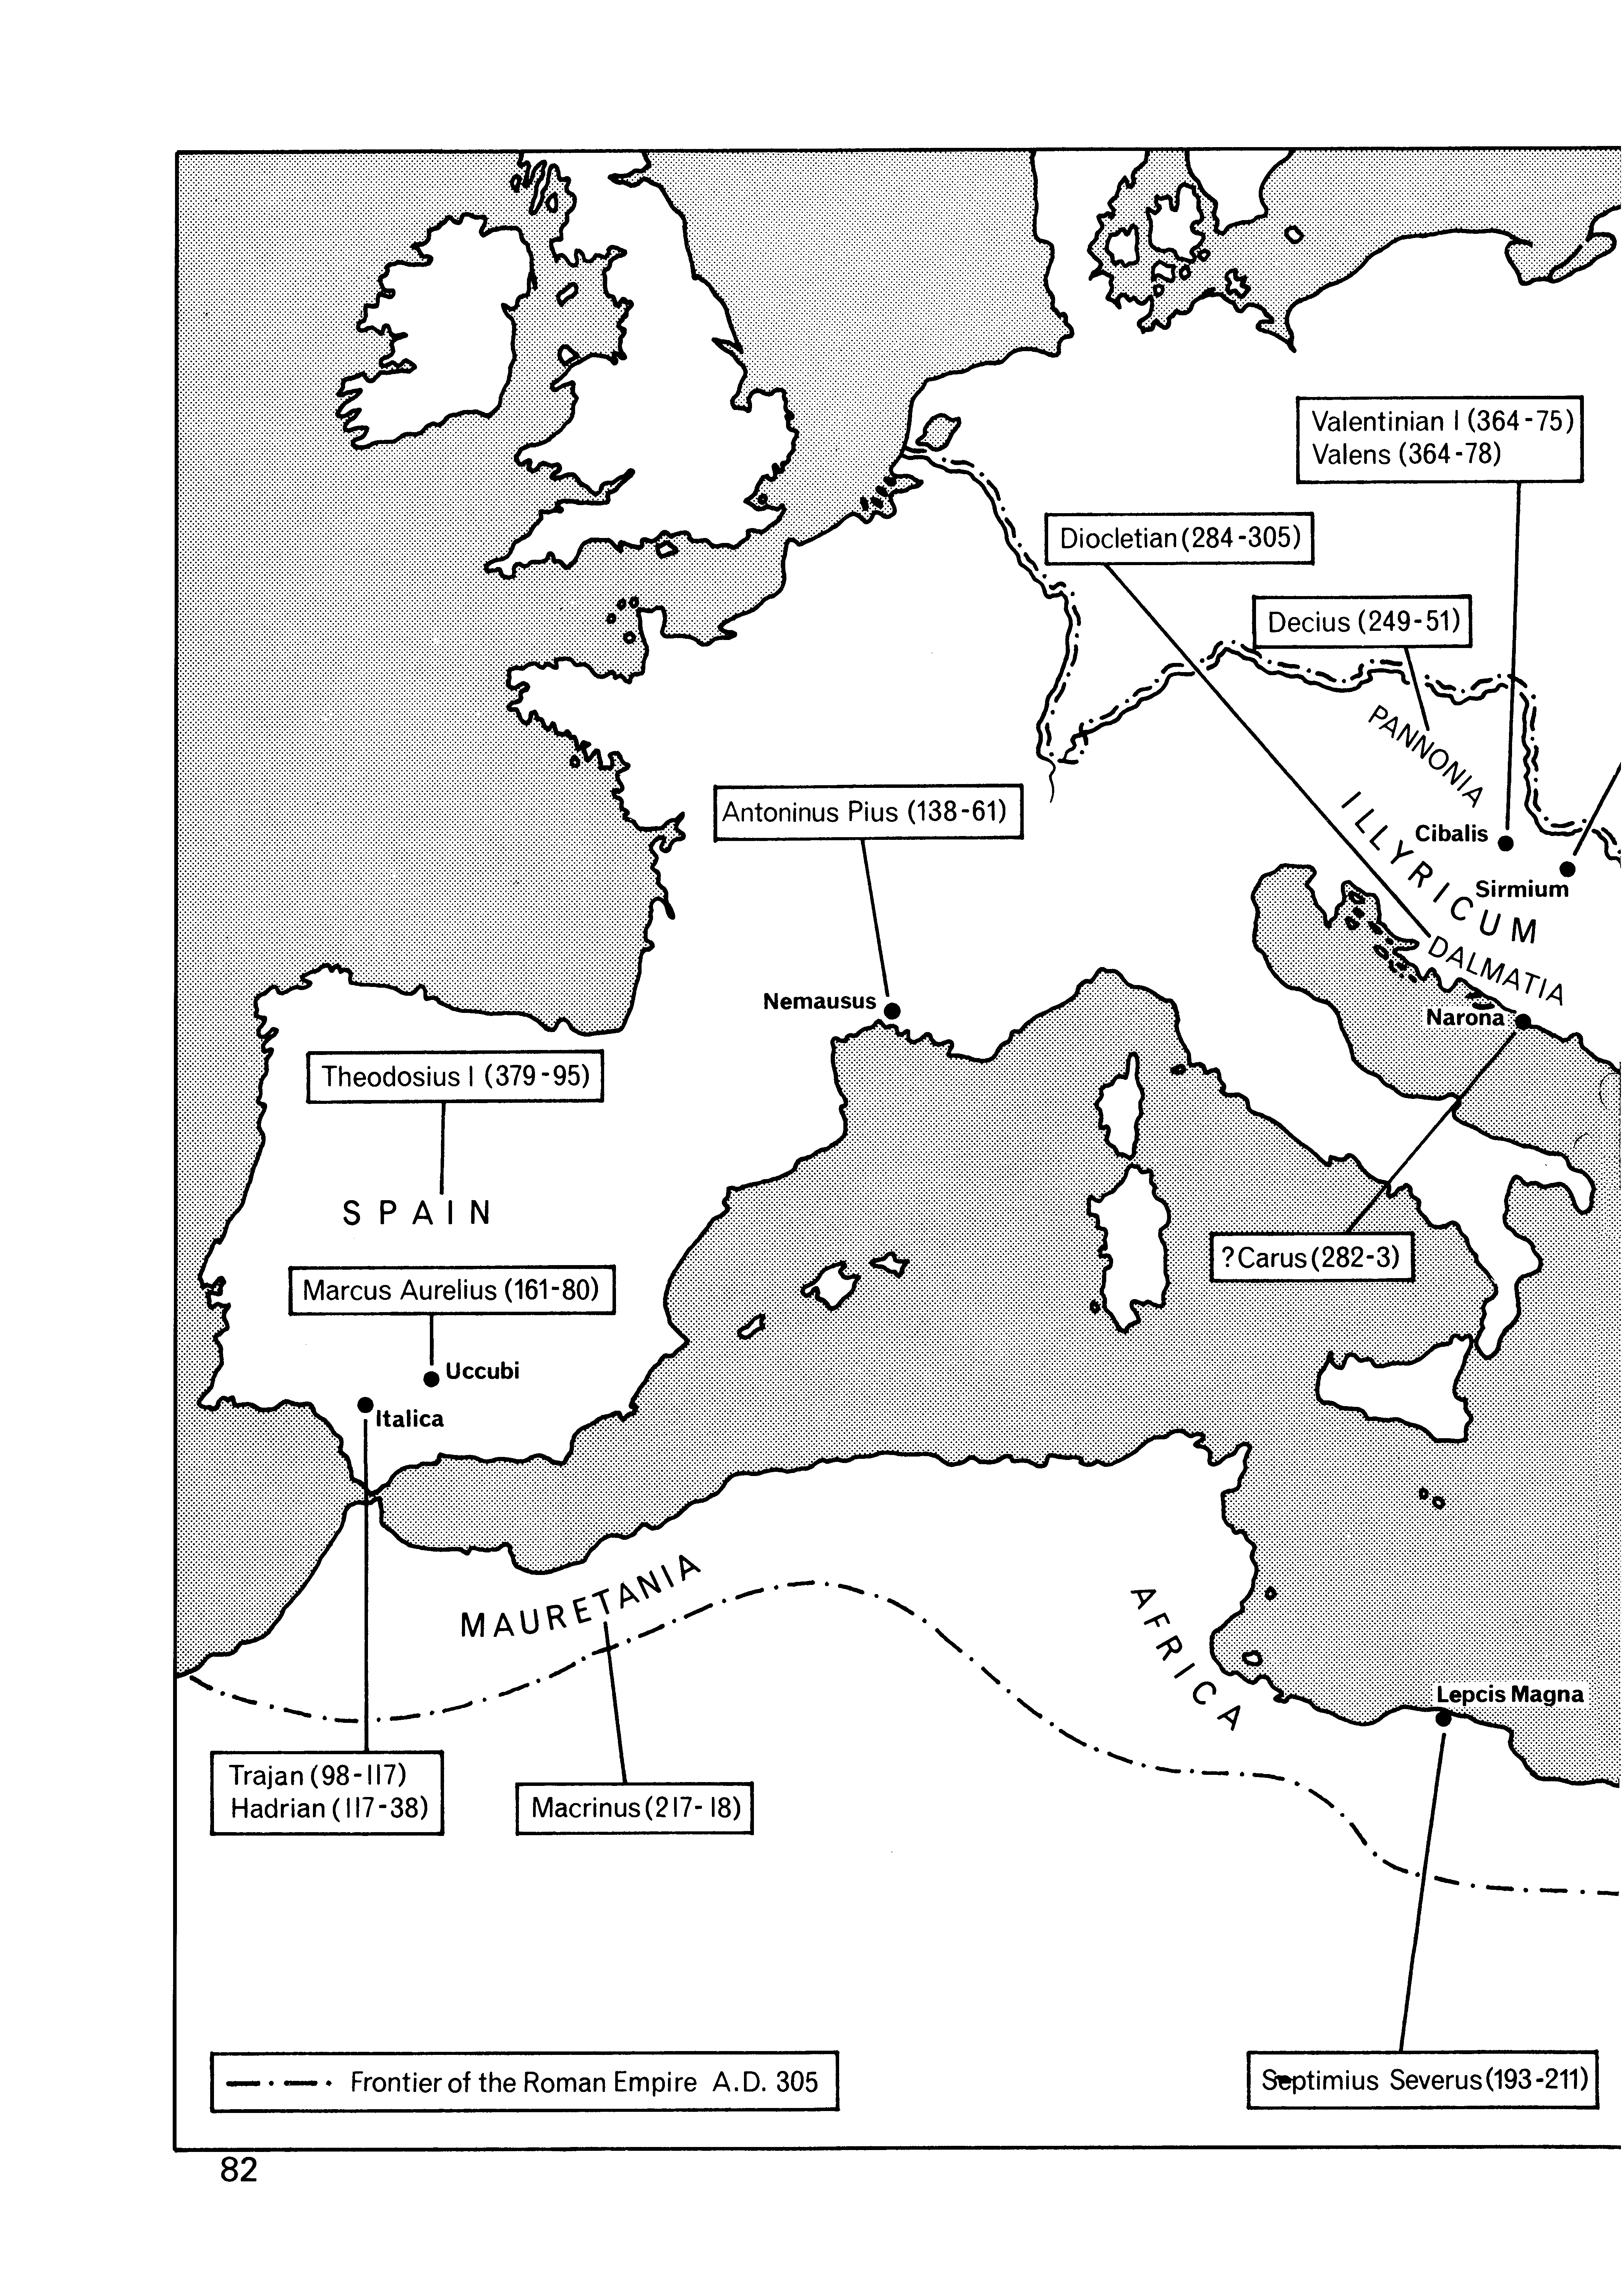 Valentinian I (364-75)
Valens (364-78)
Diocletian (284-305)
Decius (249-51)
PANNONIA
Antoninus Pius (138-61)
ILLYRICUM
Cibalis
Sirmium
DALMATIA
Nemausus
Narona
Theodosius I (379-95)
SPAIN
?Carus (282-3)
Marcus Aurelius (161-80)
Uccubi
Italica
MAURETANIA
AFRICA
Lepcis Magna
Trajan (98-117)
Hadrian (117-38)
Macrinus (217-18)
Frontier of the Roman Empire A.D. 305
Septimius Severus (193-211)
82